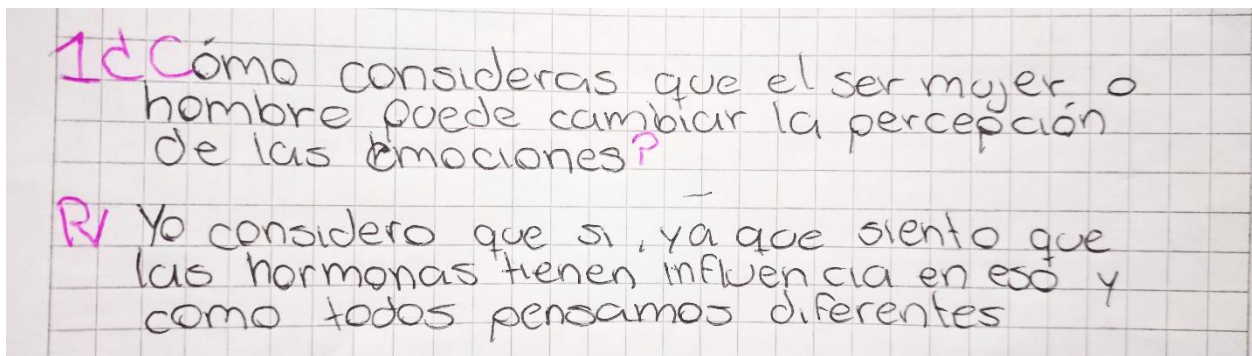 1¿Cómo consideras que el ser mujer o
hombre puede cambiar la percepción
de las emociones?
R/ Yo considero que si, ya que siento que
las hormonas tienen influencia en eso y
como todos pensamos diferentes